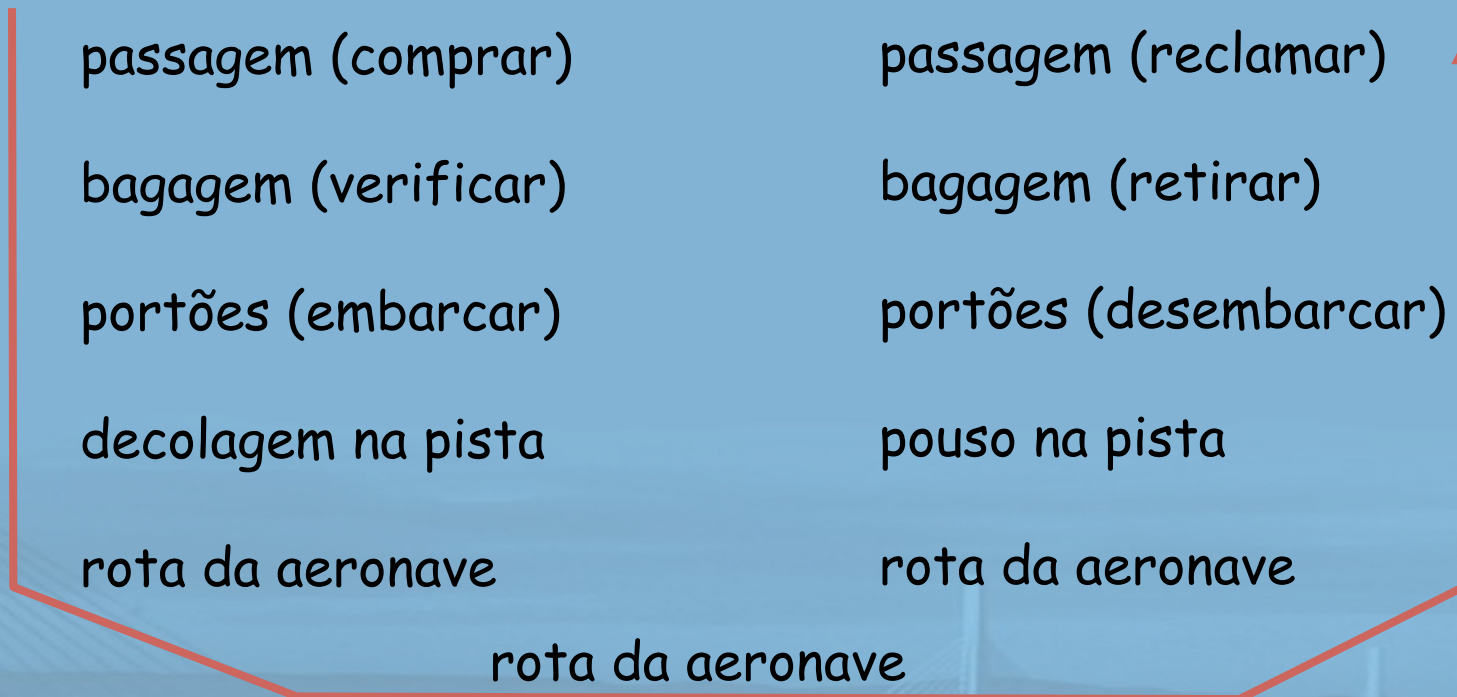 passagem (comprar)
passagem (reclamar)
bagagem (verificar)
bagagem (retirar)
portões (embarcar)
portões (desembarcar)
decolagem na pista
pouso na pista
rota da aeronave
rota da aeronave
rota da aeronave